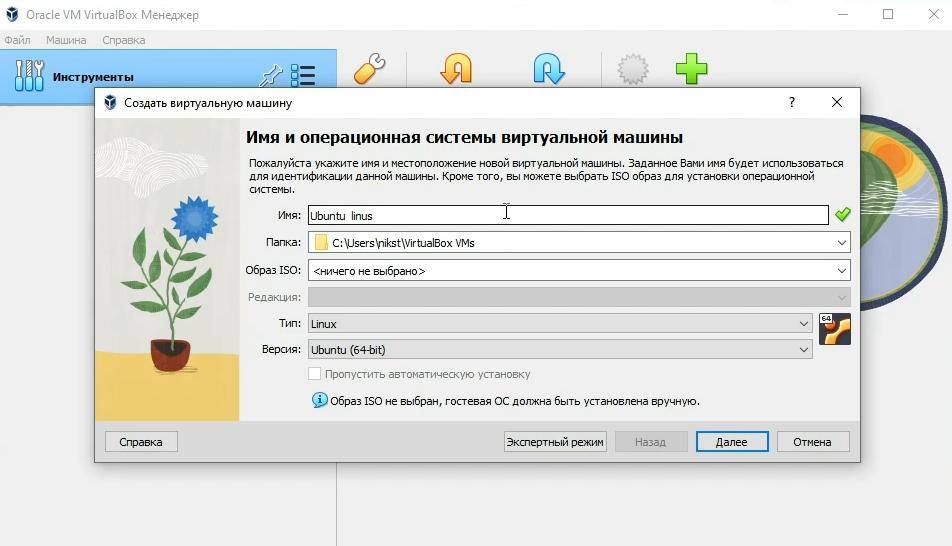 Oracle VM VirtualBox Менеджер
Файл Машина Справка
Инструменты
Создать виртуальную машину ?
Имя и операционная системы виртуальной машины
Пожалуйста укажите имя и местоположение новой виртуальной машины. Заданное Вами имя будет использоваться
для идентификации данной машины. Кроме того, вы можете выбрать ISO образ для установки операционной
системы.
Имя: Ubuntu linus
Папка: C:\Users\nikst\VirtualBox VMs
Образ ISO: <ничего не выбрано>
Редакция:
Тип: Linux
64
Версия: Ubuntu (64-bit)
Пропустить автоматическую установку
Образ ISO не выбран, гостевая ОС должна быть установлена вручную.
Справка Экспертный режим Назад Далее Отмена